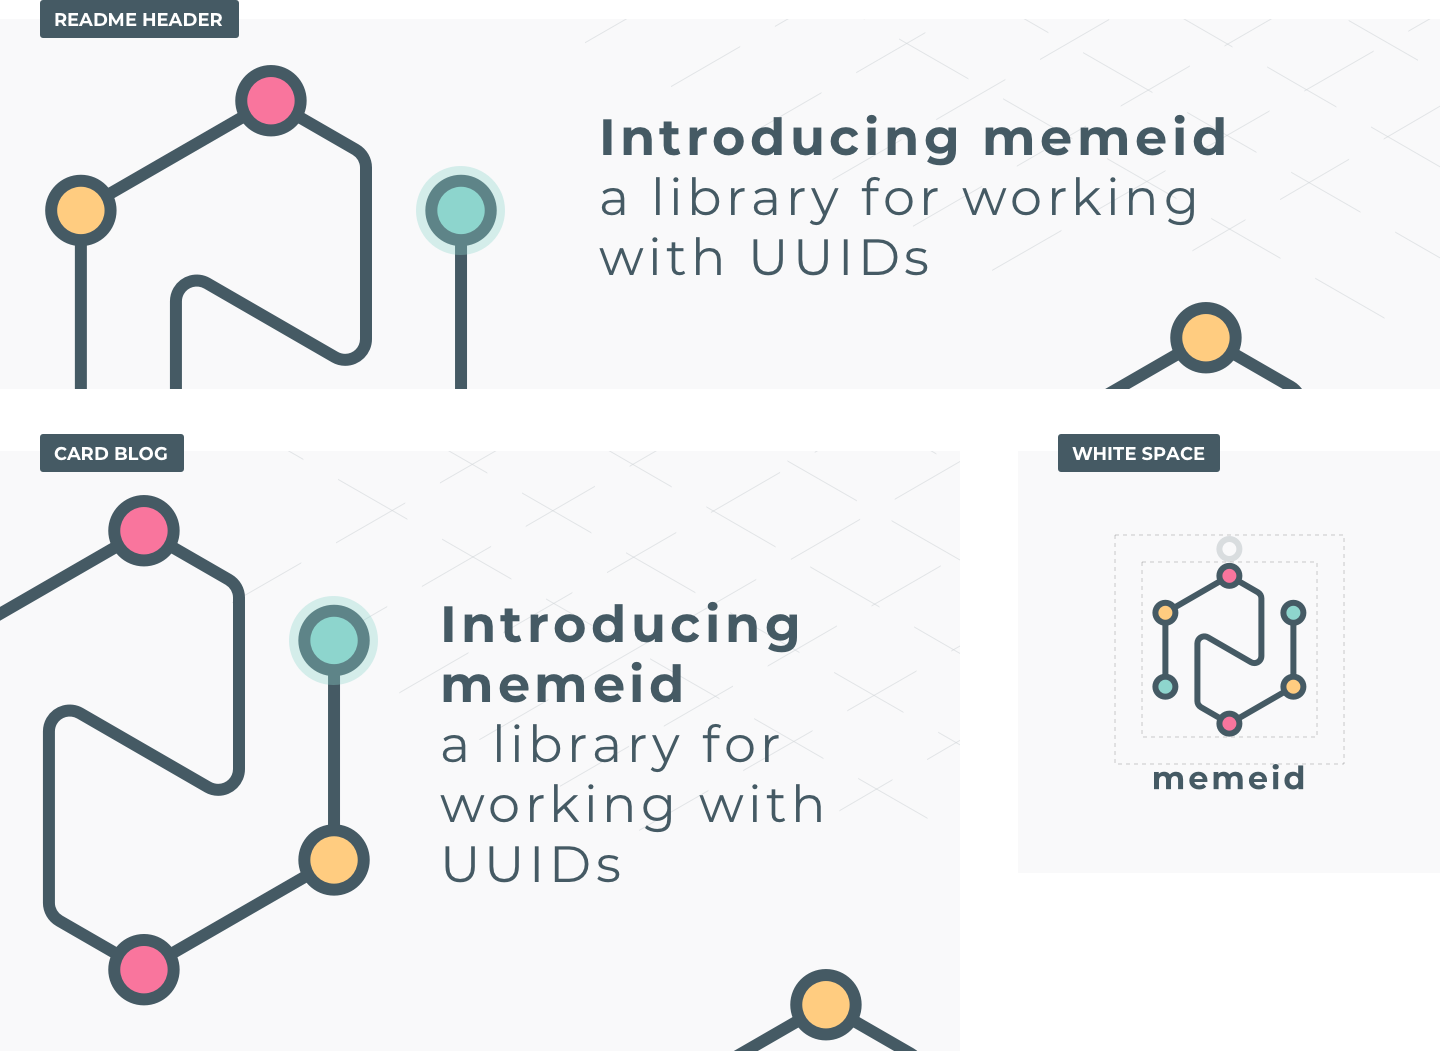 README HEADER
Introducing memeid
a library for working
with UUIDs
CARD BLOG
Introducing
memeid
a library for
working with
UUIDs
WHITE SPACE
memeid